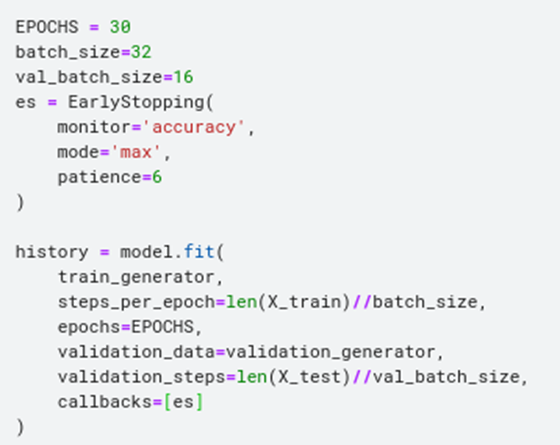 EPOCHS = 30
batch_size=32
val_batch_size=16
es = EarlyStopping(
    monitor='accuracy',
    mode='max',
    patience=6
)

history = model.fit(
    train_generator,
    steps_per_epoch=len(X_train)//batch_size,
    epochs=EPOCHS,
    validation_data=validation_generator,
    validation_steps=len(X_test)//val_batch_size,
    callbacks=[es]
)